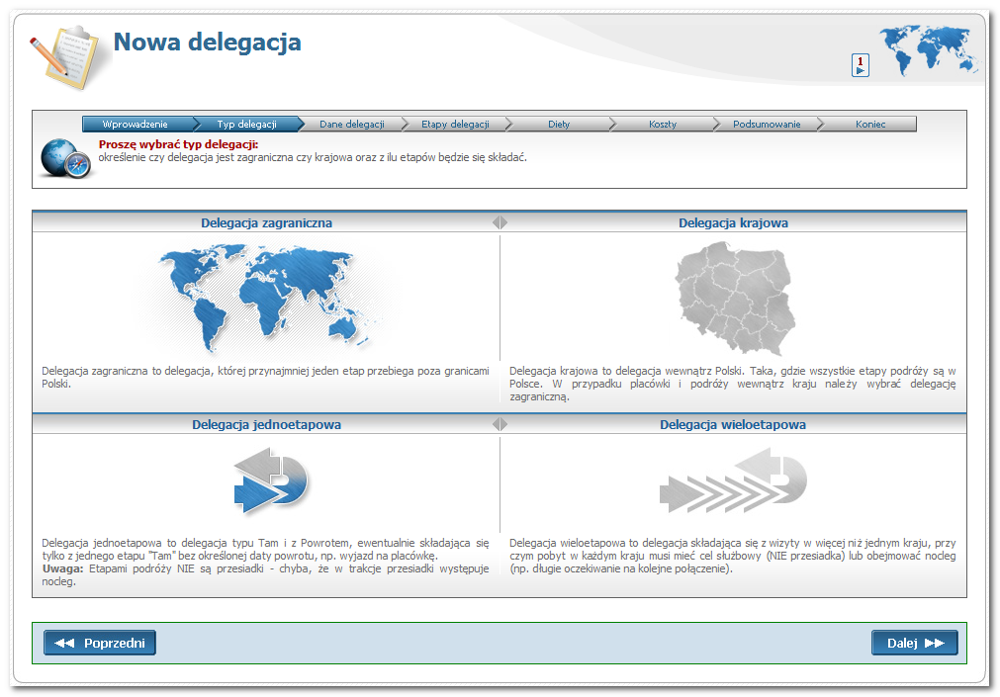 Nowa delegacja
1
Wprowadzenie
Typ delegacji
Dane delegacji
Etapy delegacji
Diety
Koszty
Podsumowanie
Koniec
Proszę wybrać typ delegacji:
określenie czy delegacja jest zagraniczna czy krajowa oraz z ilu etapów będzie się składać.
Delegacja zagraniczna
Delegacja krajowa
Delegacja zagraniczna to delegacja, której przynajmniej jeden etap przebiega poza granicami
Polski.
Delegacja krajowa to delegacja wewnątrz Polski. Taka, gdzie wszystkie etapy podróży są w
Polsce. W przypadku placówki i podróży wewnątrz kraju należy wybrać delegację
zagraniczną.
Delegacja jednoetapowa
Delegacja wieloetapowa
Delegacja jednoetapowa to delegacja typu Tam i z Powrotem, ewentualnie składająca się
tylko z jednego etapu "Tam" bez określonej daty powrotu, np. wyjazd na placówkę.
Uwaga: Etapami podróży NIE są przesiadki - chyba, że w trakcje przesiadki występuje
nocleg.
Delegacja wieloetapowa to delegacja składająca się z wizyty w więcej niż jednym kraju, przy
czym pobyt w każdym kraju musi mieć cel służbowy (NIE przesiadka) lub obejmować nocleg
(np. długie oczekiwanie na kolejne połączenie).
Poprzedni
Dalej